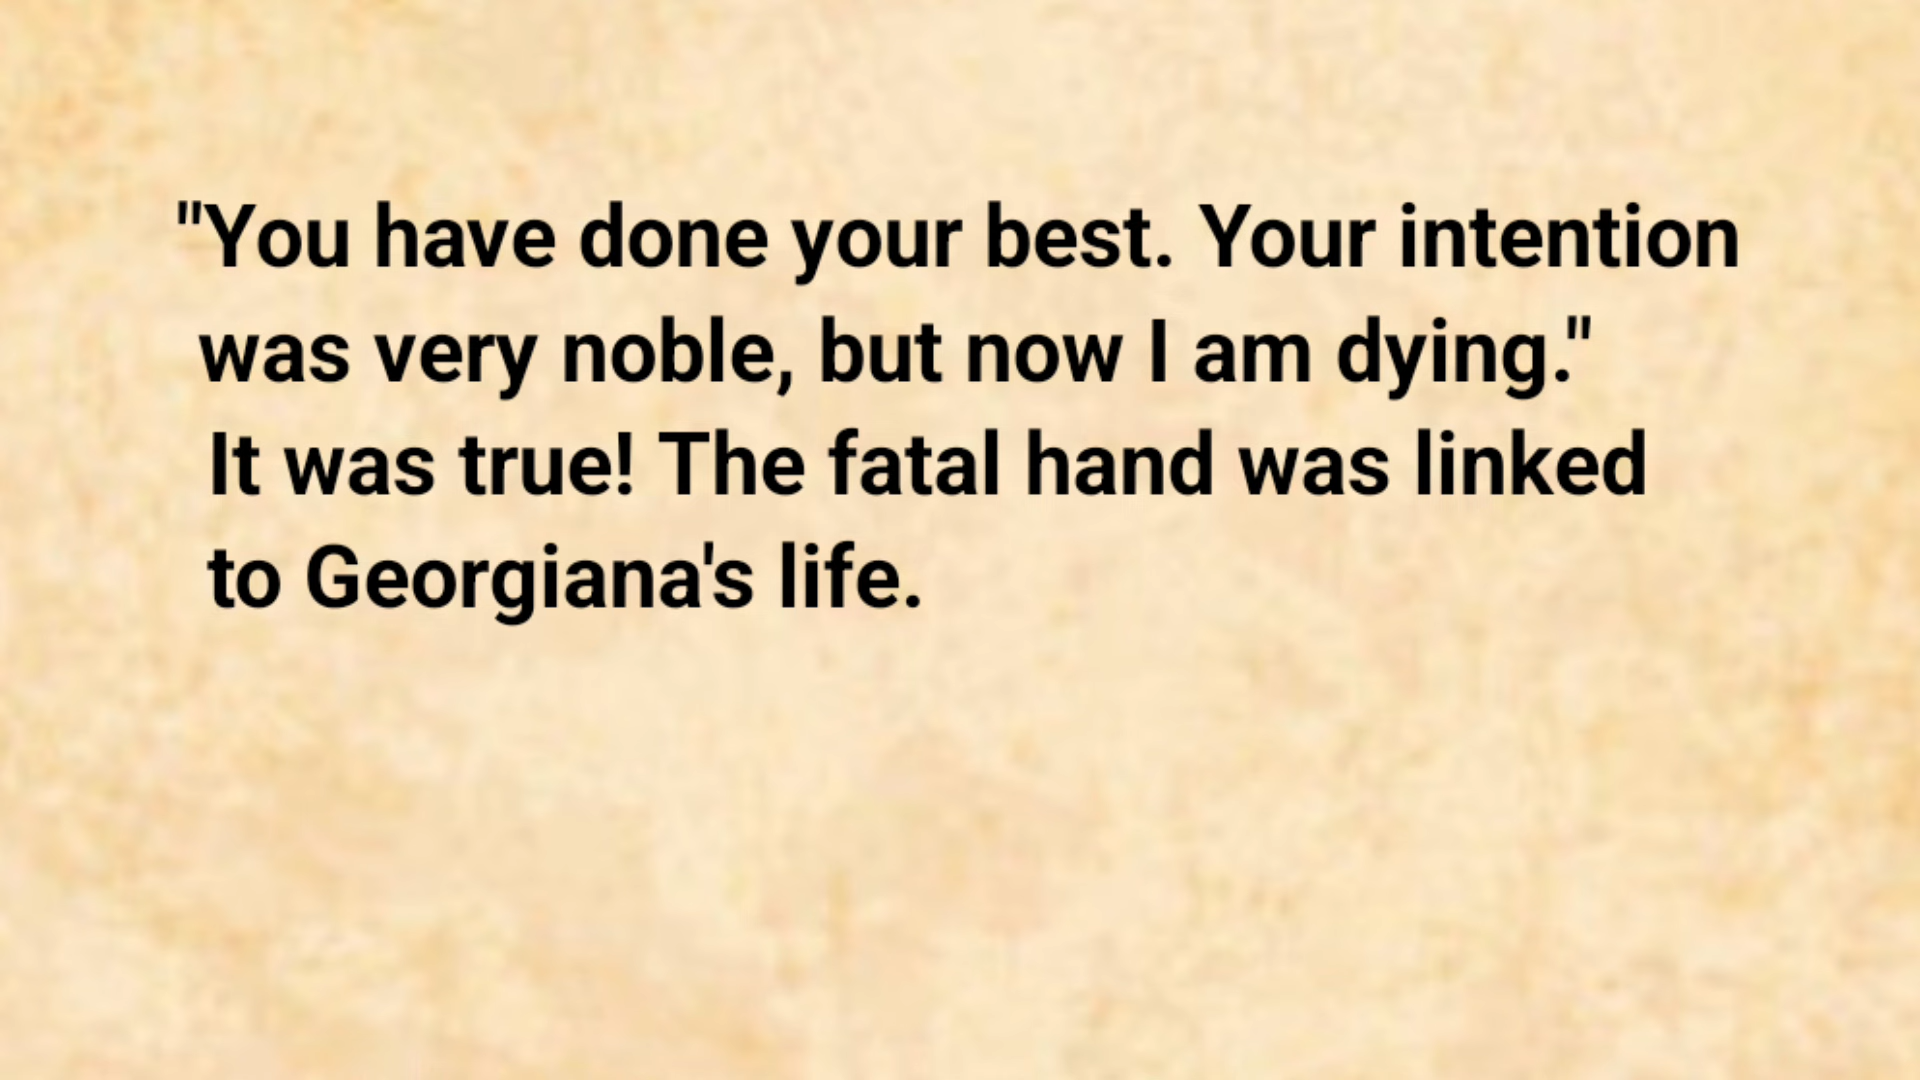 "You have done your best. Your intention
was very noble, but now I am dying."
It was true! The fatal hand was linked
to Georgiana's life.